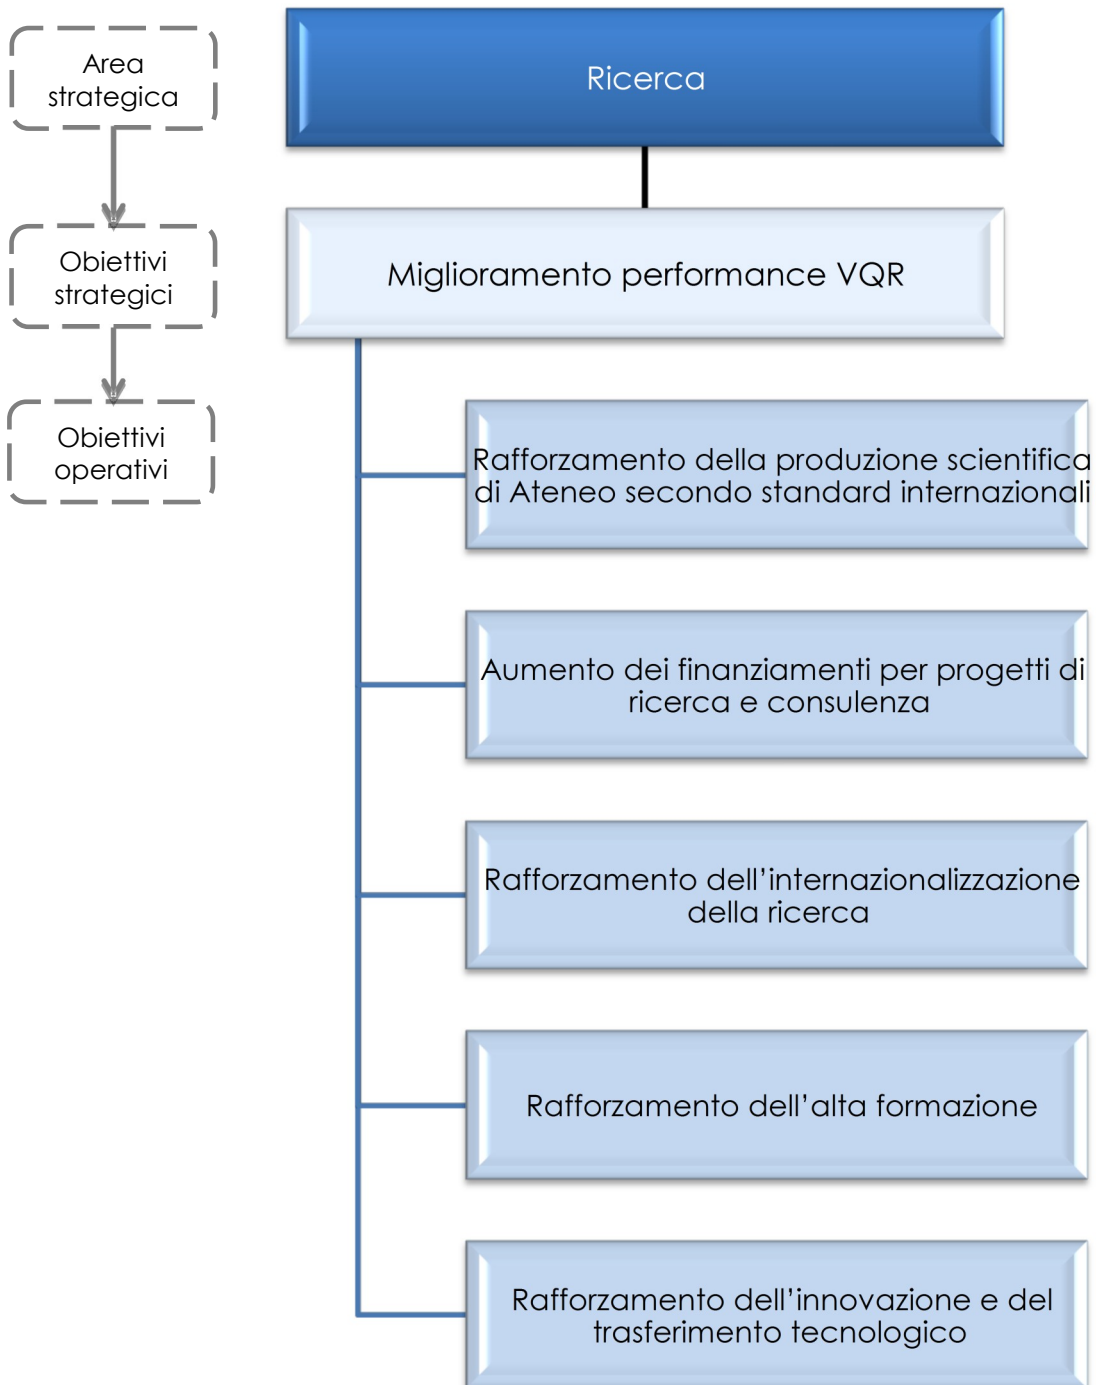 Area
strategica
Ricerca
Obiettivi
strategici
Miglioramento performance VQR
Obiettivi
operativi
Rafforzamento della produzione scientifica
di Ateneo secondo standard internazionali
Aumento dei finanziamenti per progetti di
ricerca e consulenza
Rafforzamento dell’internazionalizzazione
della ricerca
Rafforzamento dell’alta formazione
Rafforzamento dell’innovazione e del
trasferimento tecnologico